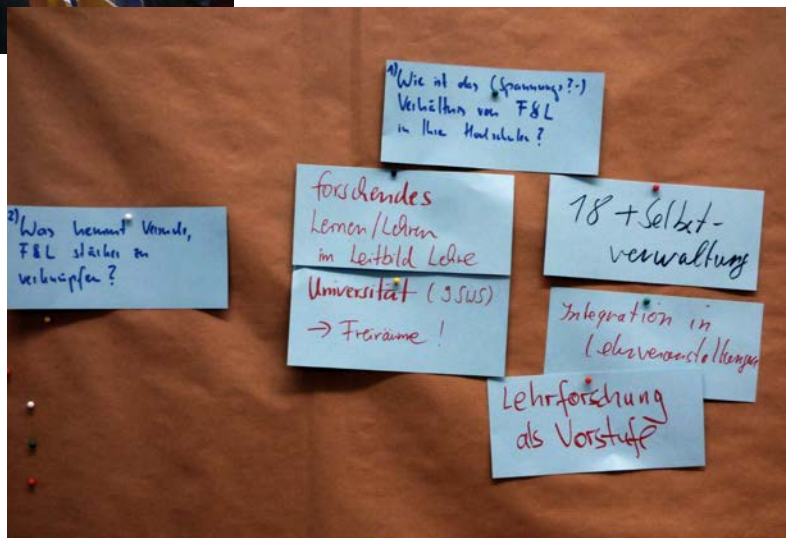 1) Wie ist das (Spannungs?-)
Verhältnis von F&L
in Ihrer Hochschule?
forschendes
Lernen/Lehren
im Leitbild Lehre
18 + Selbst-
verwaltung
2) Was hemmt Versuche,
F&L stärker zu
verknüpfen?
Universität (9 SWS)
→ Freiräume!
Integration in
Lehrveranstaltungen
Lehrforschung
als Vorstufe